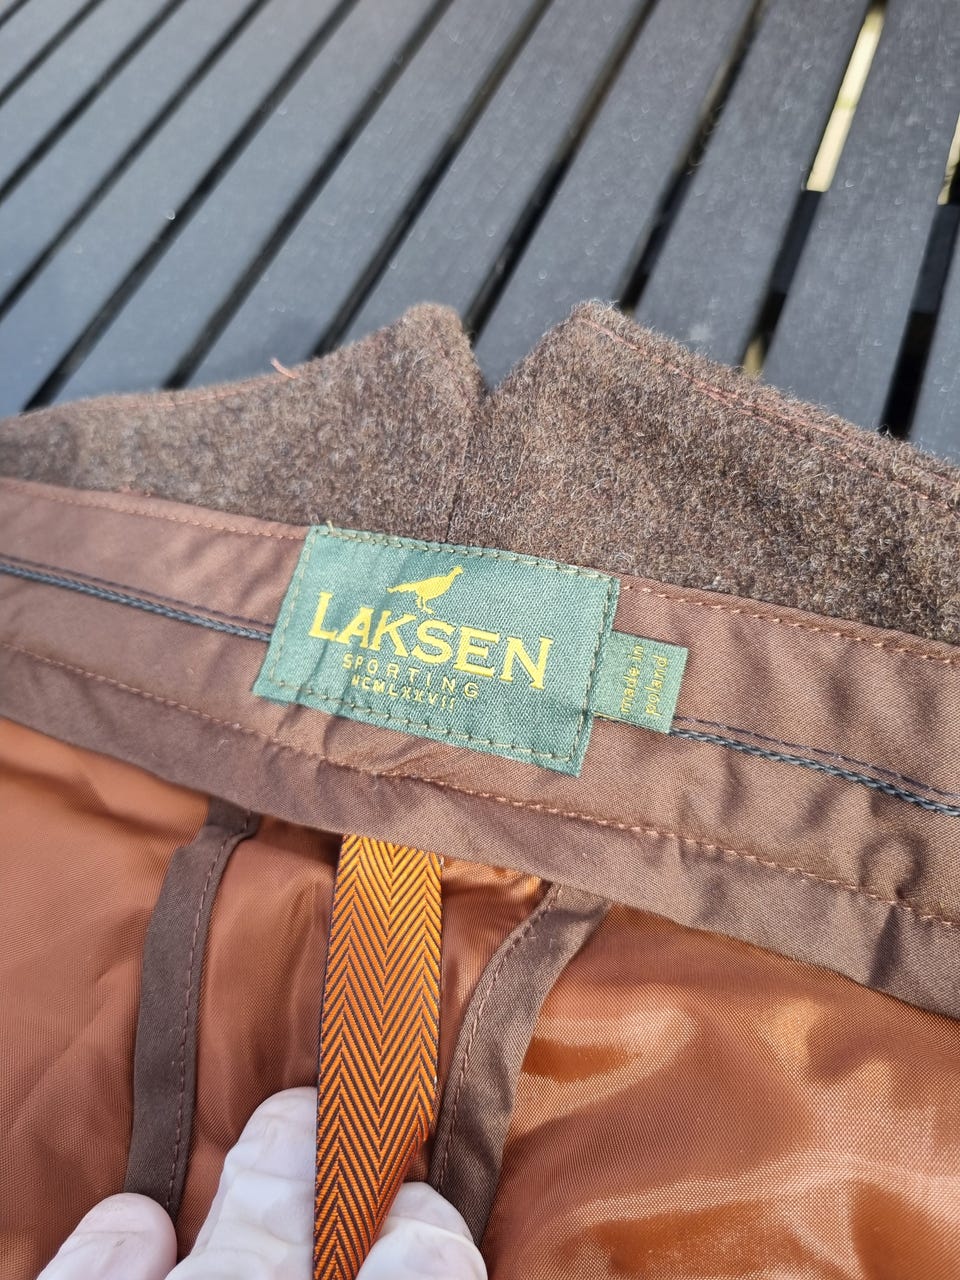 LAKSEN
SPORTING
MCMLXXVII
made in
poland